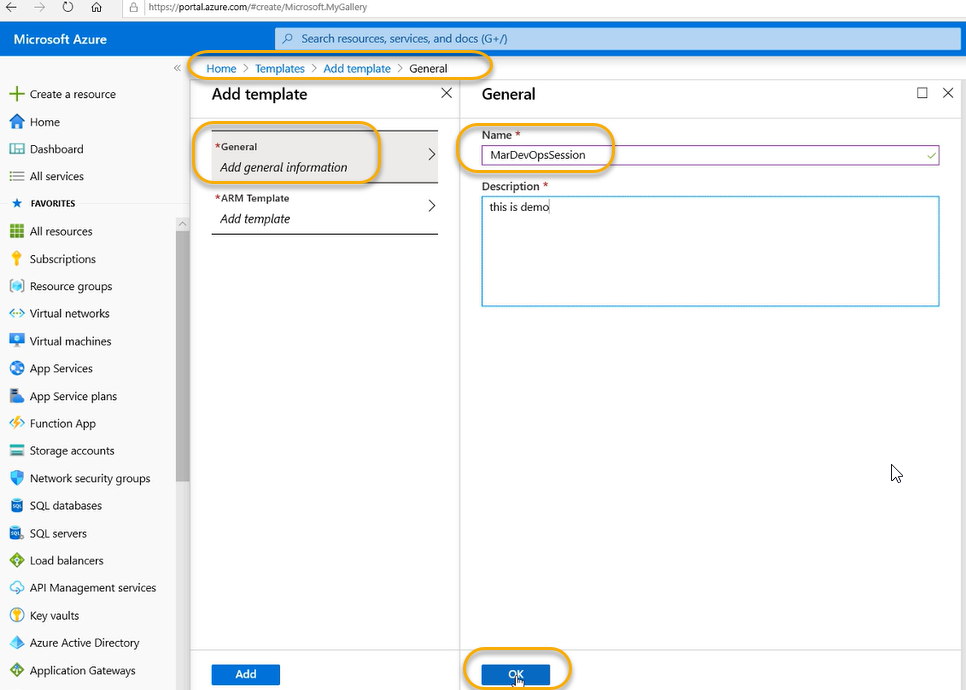 https://portal.azure.com/#create/Microsoft.MyGallery
Microsoft Azure
Search resources, services, and docs (G+/)
«
Home > Templates > Add template > General
Create a resource
Home
Dashboard
All services
FAVORITES
All resources
Subscriptions
Resource groups
Virtual networks
Virtual machines
App Services
App Service plans
Function App
Storage accounts
Network security groups
SQL databases
SQL servers
Load balancers
API Management services
Key vaults
Azure Active Directory
Application Gateways
Add template
*General
Add general information
*ARM Template
Add template
Add
General
Name *
MarDevOpsSession
Description *
this is demo
OK